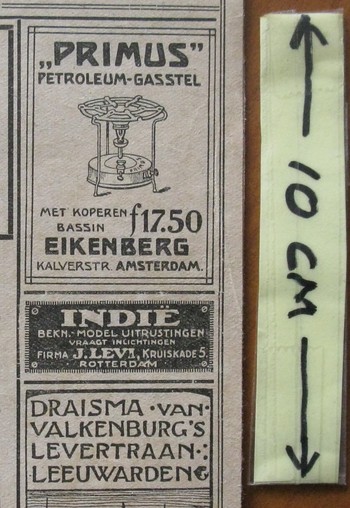 „PRIMUS”
PETROLEUM-GASSTEL
MET KOPEREN
BASSIN
f17.50
EIKENBERG
KALVERSTR. AMSTERDAM.
INDIË
BEKN.-MODEL UITRUSTINGEN
VRAAGT INLICHTINGEN
FIRMA J. LEVI, KRUISKADE 5,
ROTTERDAM
DRAISMA·VAN·
VALKENBURG'S
LEVERTRAAN·:
LEEUWARDEN
10 CM